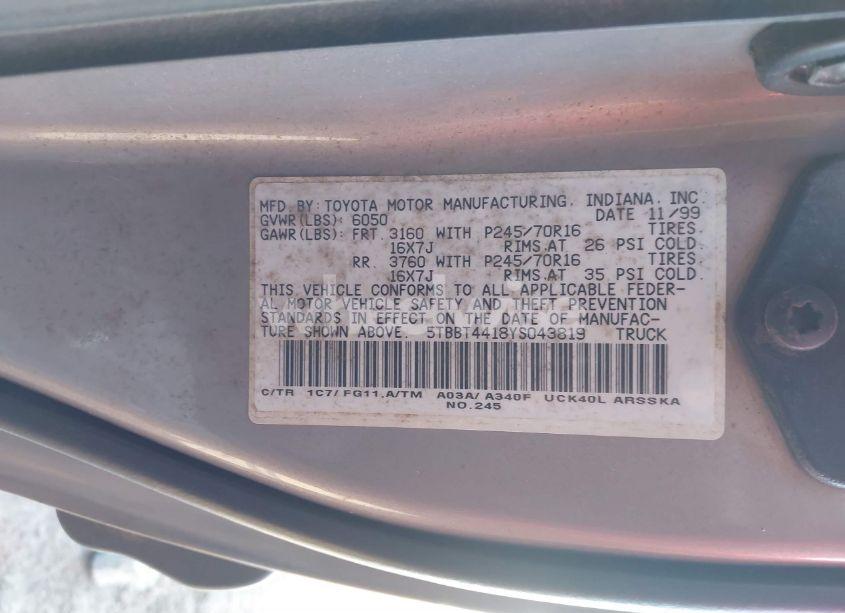 MFD. BY: TOYOTA MOTOR MANUFACTURING, INDIANA, INC.
GVWR(LBS): 6050 DATE 11/99
GAWR(LBS): FRT. 3160 WITH P245/70R16 TIRES,
16X7J RIMS,AT 26 PSI COLD.
RR. 3760 WITH P245/70R16 TIRES,
16X7J RIMS,AT 35 PSI COLD.
THIS VEHICLE CONFORMS TO ALL APPLICABLE FEDER-
AL MOTOR VEHICLE SAFETY AND THEFT PREVENTION
STANDARDS IN EFFECT ON THE DATE OF MANUFAC-
TURE SHOWN ABOVE. 5TBBT4418YS043819 TRUCK
C/TR 1C7/ FG11,A/TM A03A/ A340F UCK40L ARSSKA
NO.245